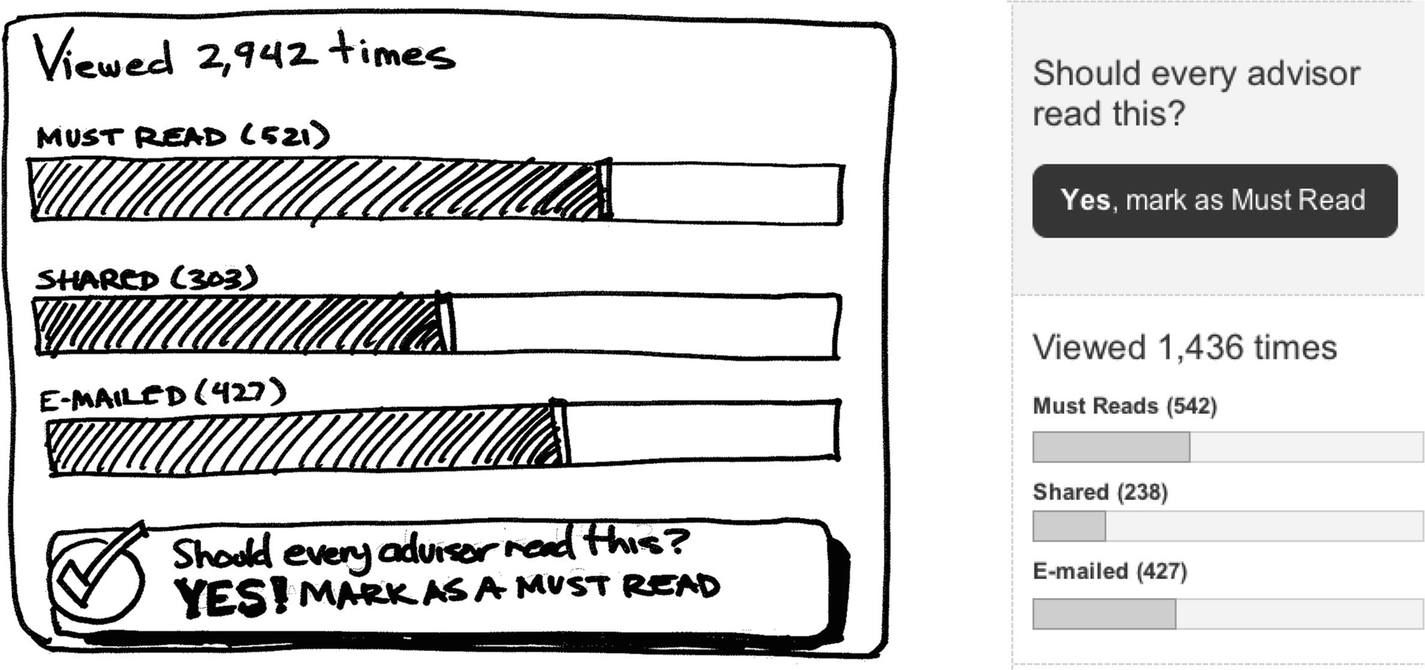 Viewed 2,942 times
MUST READ (521)
SHARED (303)
E-MAILED (427)
Should every advisor read this?
YES! MARK AS A MUST READ
Should every advisor
read this?
Yes, mark as Must Read
Viewed 1,436 times
Must Reads (542)
Shared (238)
E-mailed (427)